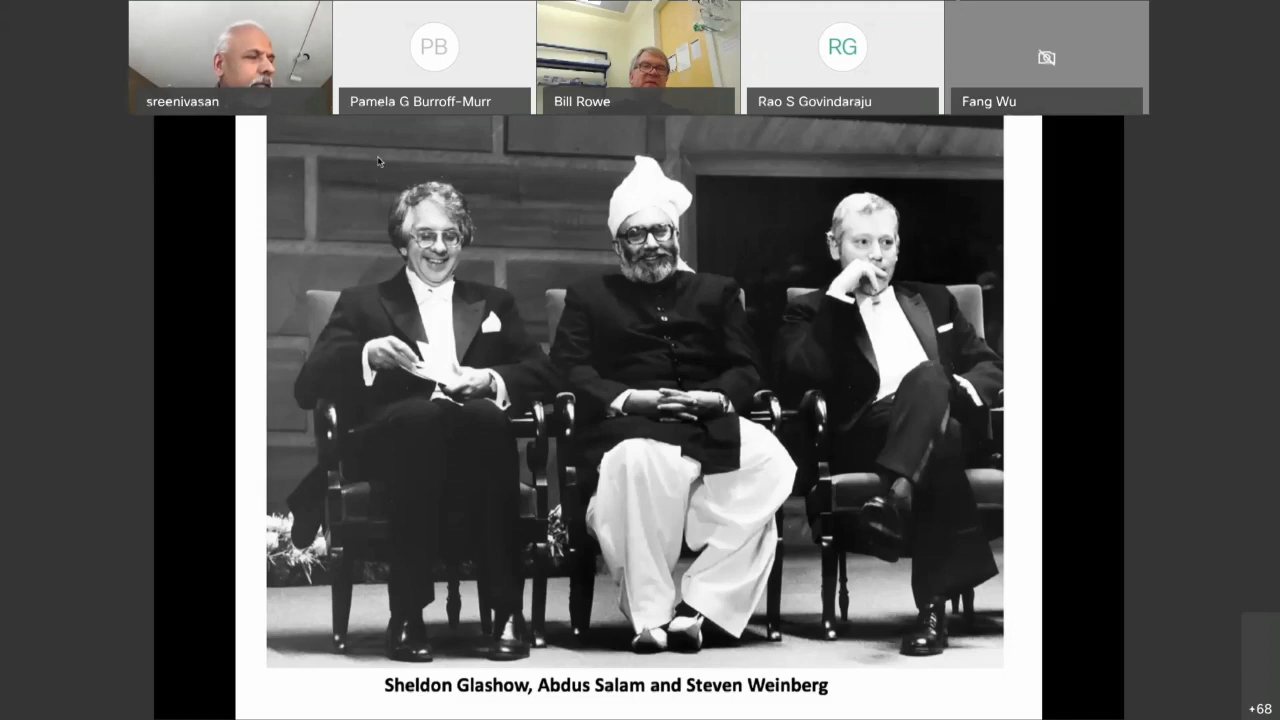 PB
RG
sreenivasan
Pamela G Burroff-Murr
Bill Rowe
Rao S Govindaraju
Fang Wu
Sheldon Glashow, Abdus Salam and Steven Weinberg
+68